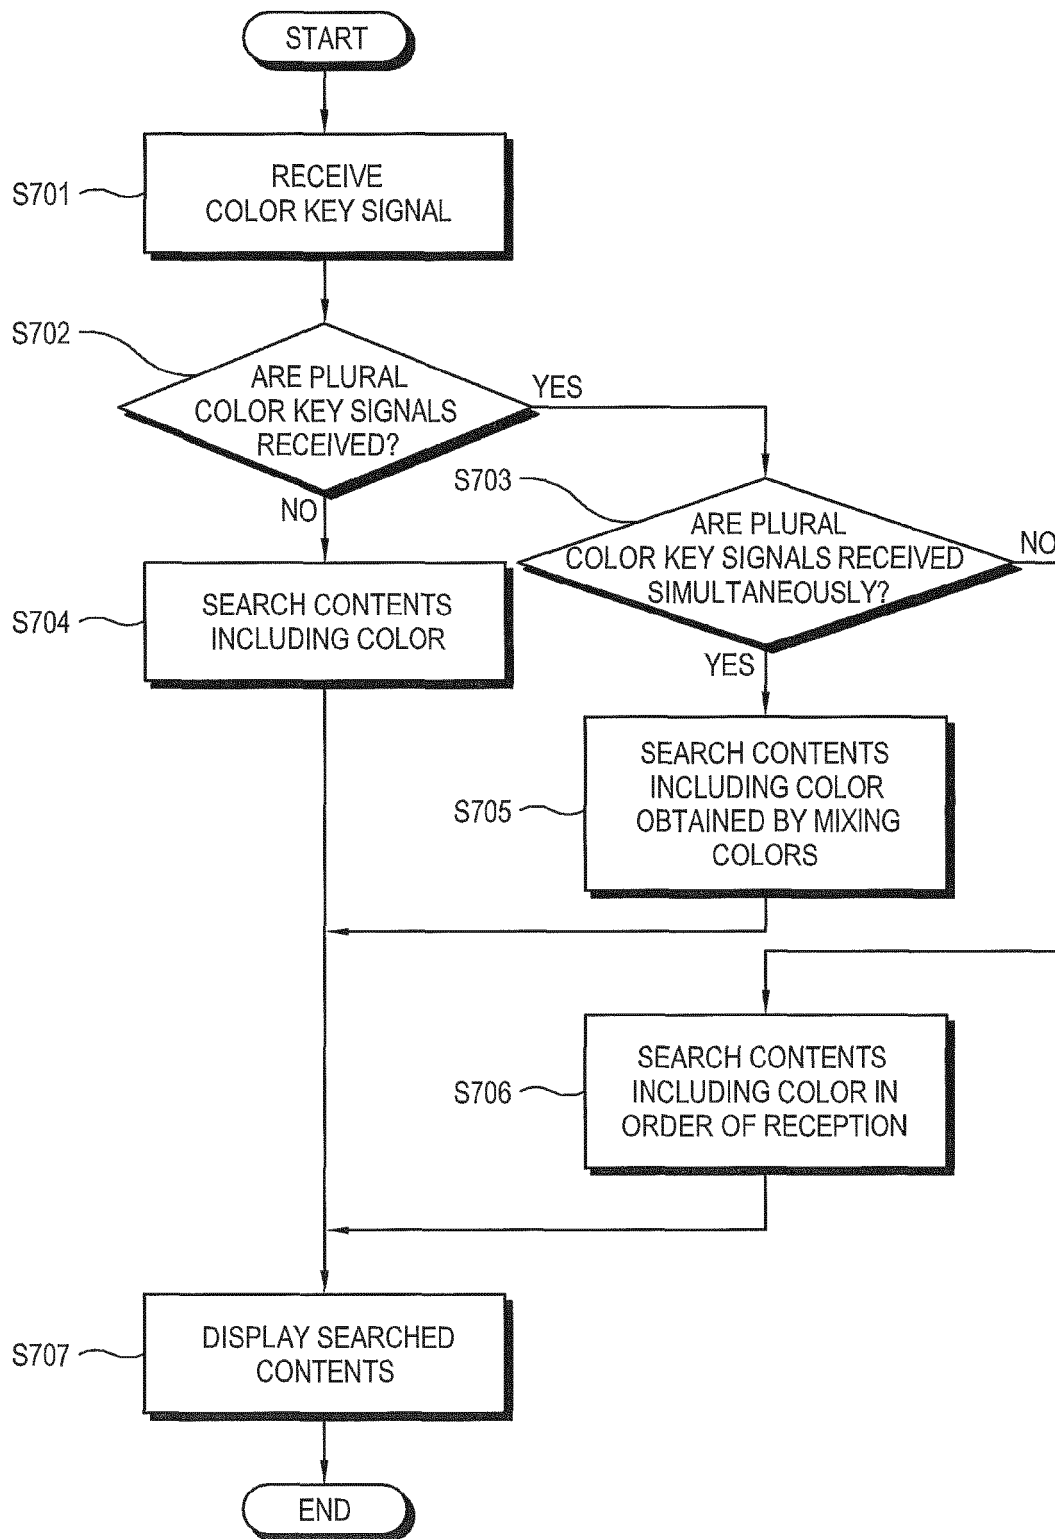 START
S701
RECEIVE
COLOR KEY SIGNAL
S702
ARE PLURAL
COLOR KEY SIGNALS
RECEIVED?
YES
NO
S703
ARE PLURAL
COLOR KEY SIGNALS RECEIVED
SIMULTANEOUSLY?
NO
YES
S704
SEARCH CONTENTS
INCLUDING COLOR
S705
SEARCH CONTENTS
INCLUDING COLOR
OBTAINED BY MIXING
COLORS
S706
SEARCH CONTENTS
INCLUDING COLOR IN
ORDER OF RECEPTION
S707
DISPLAY SEARCHED
CONTENTS
END